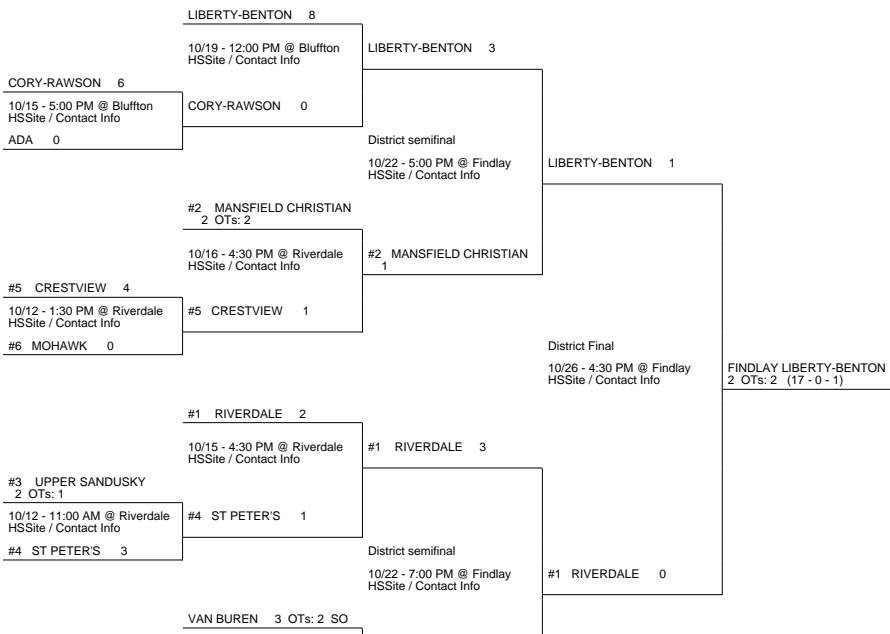 LIBERTY-BENTON 8
10/19 - 12:00 PM @ Bluffton
HSSite / Contact Info
LIBERTY-BENTON 3
CORY-RAWSON 6
10/15 - 5:00 PM @ Bluffton
HSSite / Contact Info
CORY-RAWSON 0
ADA 0
District semifinal
10/22 - 5:00 PM @ Findlay
HSSite / Contact Info
LIBERTY-BENTON 1
#2 MANSFIELD CHRISTIAN
2 OTs: 2
10/16 - 4:30 PM @ Riverdale
HSSite / Contact Info
#2 MANSFIELD CHRISTIAN
1
#5 CRESTVIEW 4
10/12 - 1:30 PM @ Riverdale
HSSite / Contact Info
#5 CRESTVIEW 1
#6 MOHAWK 0
District Final
10/26 - 4:30 PM @ Findlay
HSSite / Contact Info
FINDLAY LIBERTY-BENTON
2 OTs: 2 (17 - 0 - 1)
#1 RIVERDALE 2
10/15 - 4:30 PM @ Riverdale
HSSite / Contact Info
#1 RIVERDALE 3
#3 UPPER SANDUSKY
2 OTs: 1
10/12 - 11:00 AM @ Riverdale
HSSite / Contact Info
#4 ST PETER'S 1
#4 ST PETER'S 3
District semifinal
10/22 - 7:00 PM @ Findlay
HSSite / Contact Info
#1 RIVERDALE 0
VAN BUREN 3 OTs: 2 SO